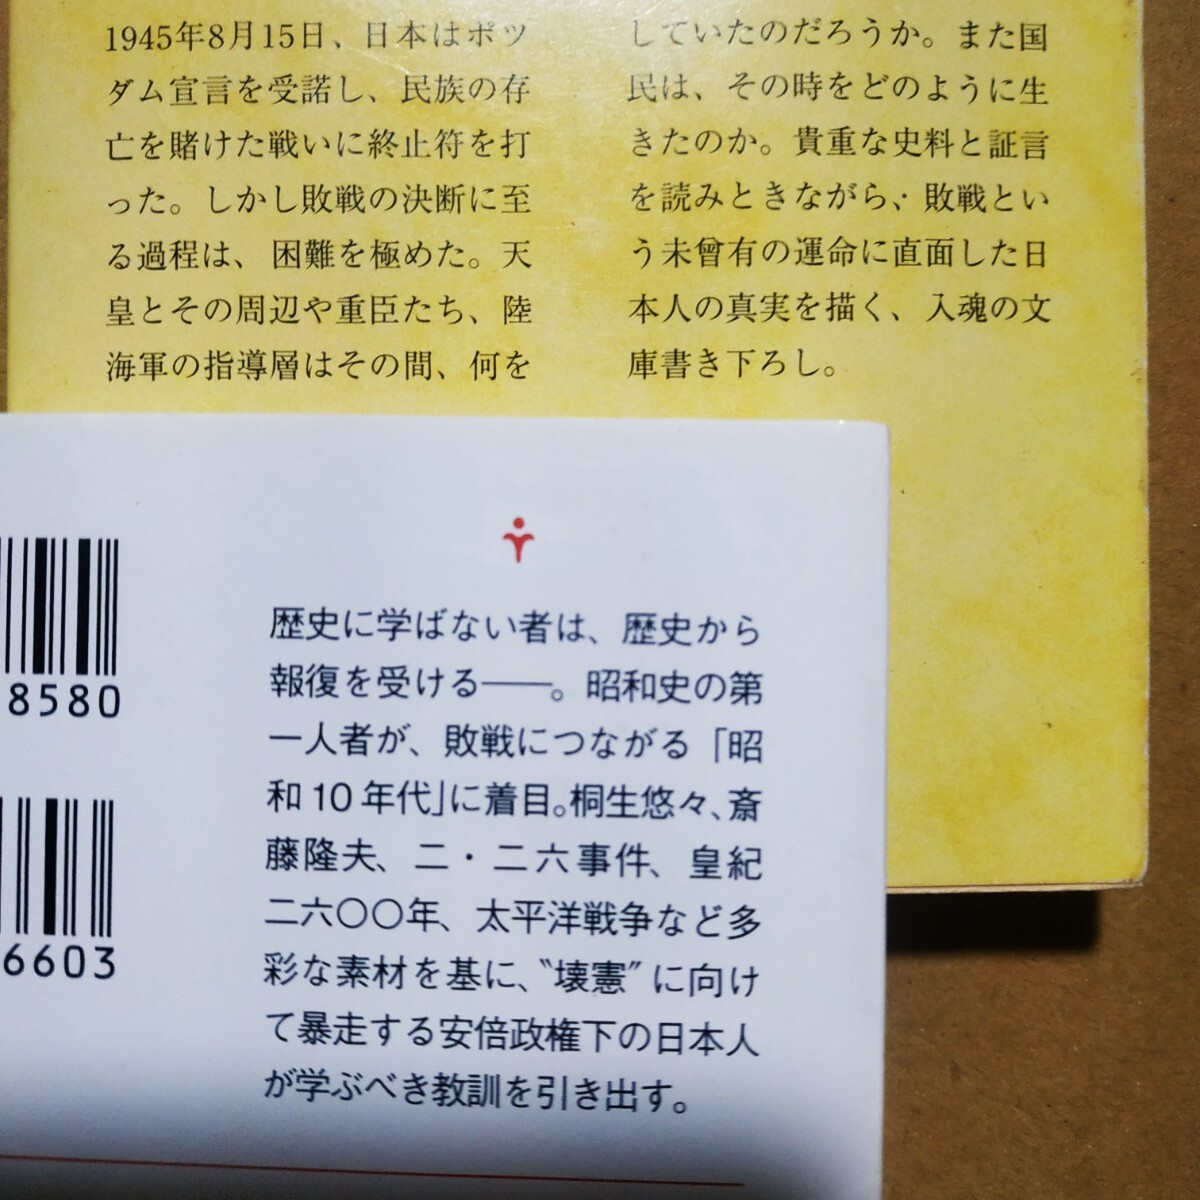 1945年8月15日、日本はポツ
ダム宣言を受諾し、民族の存
亡を賭けた戦いに終止符を打
った。しかし敗戦の決断に至
る過程は、困難を極めた。天
皇とその周辺や重臣たち、陸
海軍の指導層はその間、何を
していたのだろうか。また国
民は、その時をどのように生
きたのか。貴重な史料と証言
を読みときながら、敗戦とい
う未曾有の運命に直面した日
本人の真実を描く、入魂の文
庫書き下ろし。
8580
6603
歴史に学ばない者は、歴史から
報復を受ける――。昭和史の第
一人者が、敗戦につながる「昭
和10年代」に着目。桐生悠々、斎
藤隆夫、二・二六事件、皇紀
二六〇〇年、太平洋戦争など多
彩な素材を基に、〝壊憲〟に向け
て暴走する安倍政権下の日本人
が学ぶべき教訓を引き出す。